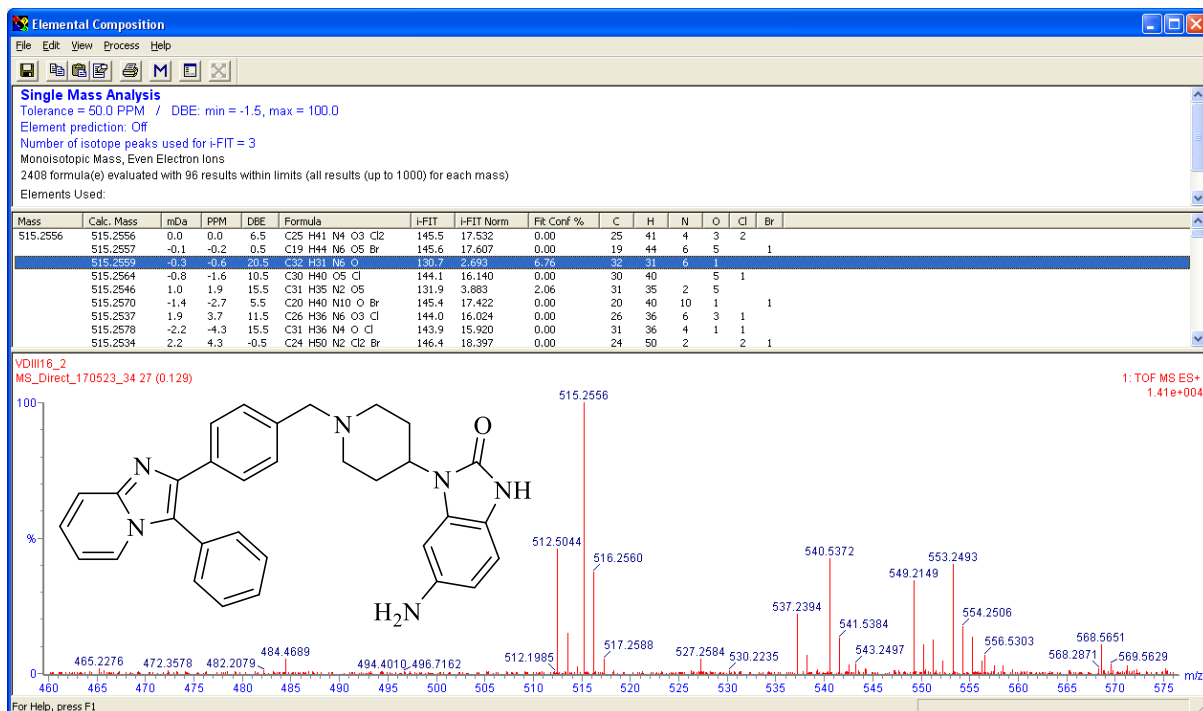 Elemental Composition
File Edit View Process Help
M
Single Mass Analysis
Tolerance = 50.0 PPM / DBE: min = -1.5, max = 100.0
Element prediction: Off
Number of isotope peaks used for i-FIT = 3
Monoisotopic Mass, Even Electron Ions
2408 formula(e) evaluated with 96 results within limits (all results (up to 1000) for each mass)
Elements Used:
Mass Calc. Mass mDa PPM DBE Formula i-FIT i-FIT Norm Fit Conf % C H N O Cl Br
515.2556 515.2556 0.0 0.0 6.5 C25 H41 N4 O3 Cl2 145.5 17.532 0.00 25 41 4 3 2
515.2557 -0.1 -0.2 0.5 C19 H44 N6 O5 Br 145.6 17.607 0.00 19 44 6 5 1
515.2559 -0.3 -0.6 20.5 C32 H31 N6 O 130.7 2.693 6.76 32 31 6 1
515.2564 -0.8 -1.6 10.5 C30 H40 O5 Cl 144.1 16.140 0.00 30 40 5 1
515.2546 1.0 1.9 15.5 C31 H35 N2 O5 131.9 3.883 2.06 31 35 2 5
515.2570 -1.4 -2.7 5.5 C20 H40 N10 O Br 145.4 17.422 0.00 20 40 10 1 1
515.2537 1.9 3.7 11.5 C26 H36 N6 O3 Cl 144.0 16.024 0.00 26 36 6 3 1
515.2578 -2.2 -4.3 15.5 C31 H36 N4 O Cl 143.9 15.920 0.00 31 36 4 1 1
515.2534 2.2 4.3 -0.5 C24 H50 N2 Cl2 Br 146.4 18.397 0.00 24 50 2 2 1
VDIII16_2
MS_Direct_170523_34 27 (0.129)
1: TOF MS ES+
1.41e+004
100
%
0
515.2556
512.5044
516.2560
540.5372
553.2493
549.2149
537.2394
554.2506
541.5384
556.5303
568.5651
543.2497
465.2276
472.3578
482.2079
484.4689
494.4010
496.7162
512.1985
517.2588
527.2584
530.2235
568.2871
569.5629
N
N
N
O
N
NH
H2N
460 465 470 475 480 485 490 495 500 505 510 515 520 525 530 535 540 545 550 555 560 565 570 575 m/z
For Help, press F1